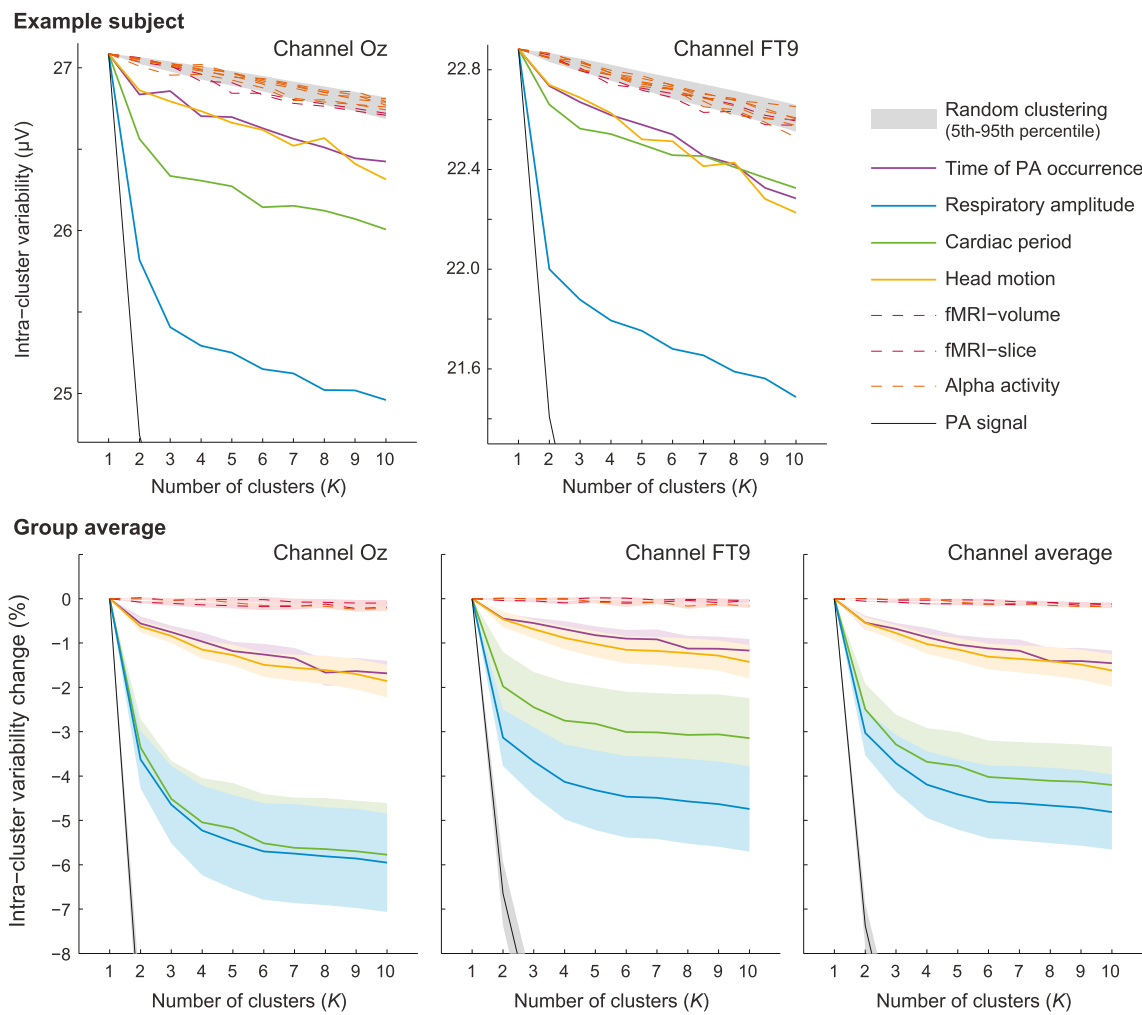 Example subject
Channel Oz
Intra−cluster variability (µV)
27
26
25
1 2 3 4 5 6 7 8 9 10
Number of clusters (K)
Channel FT9
22.8
22.4
22.0
21.6
1 2 3 4 5 6 7 8 9 10
Number of clusters (K)
Random clustering
(5th-95th percentile)
Time of PA occurrence
Respiratory amplitude
Cardiac period
Head motion
fMRI−volume
fMRI−slice
Alpha activity
PA signal
Group average
Channel Oz
Intra−cluster variability change (%)
0
−1
−2
−3
−4
−5
−6
−7
−8
1 2 3 4 5 6 7 8 9 10
Number of clusters (K)
Channel FT9
1 2 3 4 5 6 7 8 9 10
Number of clusters (K)
Channel average
1 2 3 4 5 6 7 8 9 10
Number of clusters (K)